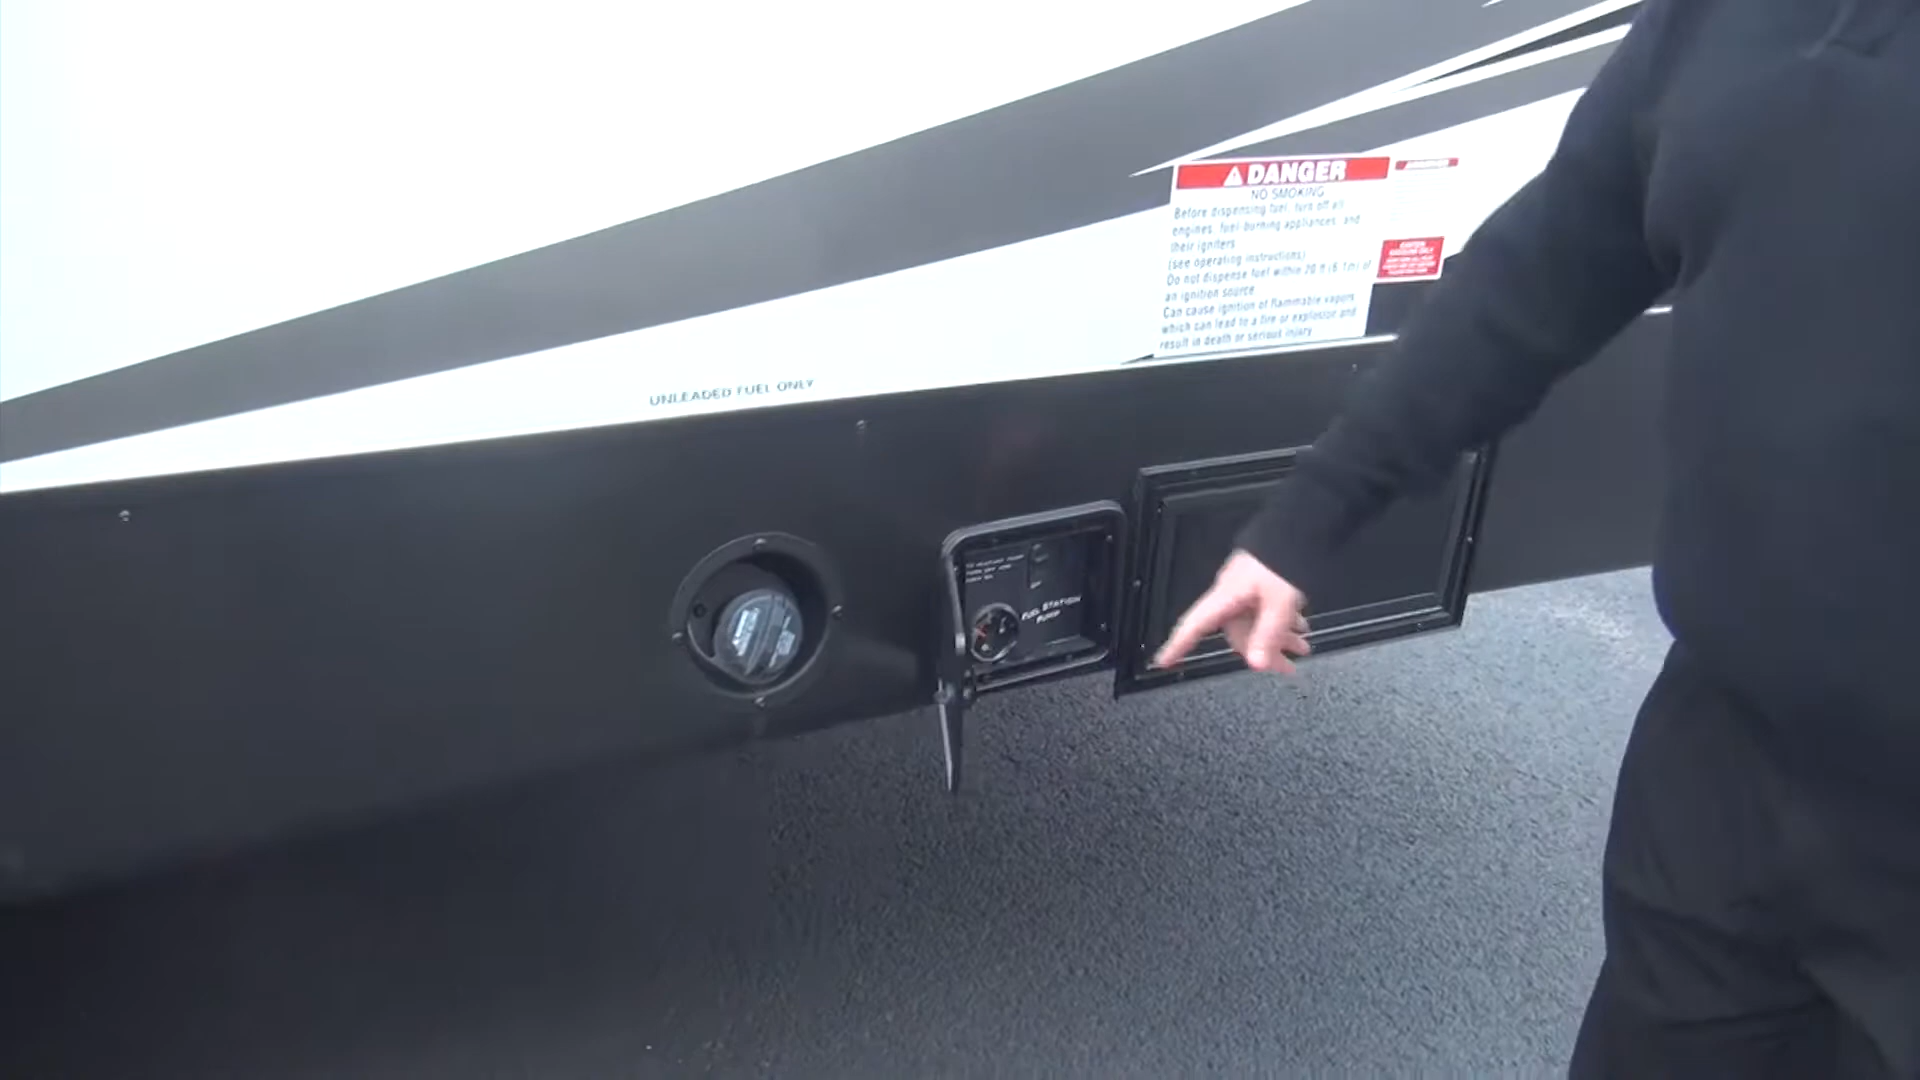 DANGER
NO SMOKING
Before dispensing fuel, turn off all
engines, fuel-burning appliances, and
their igniters
(see operating instructions)
Do not dispense fuel within 20 ft (6.1m) of
an ignition source
Can cause ignition of flammable vapors
which can lead to a fire or explosion and
result in death or serious injury
UNLEADED FUEL ONLY
FUEL STATION
PUMP